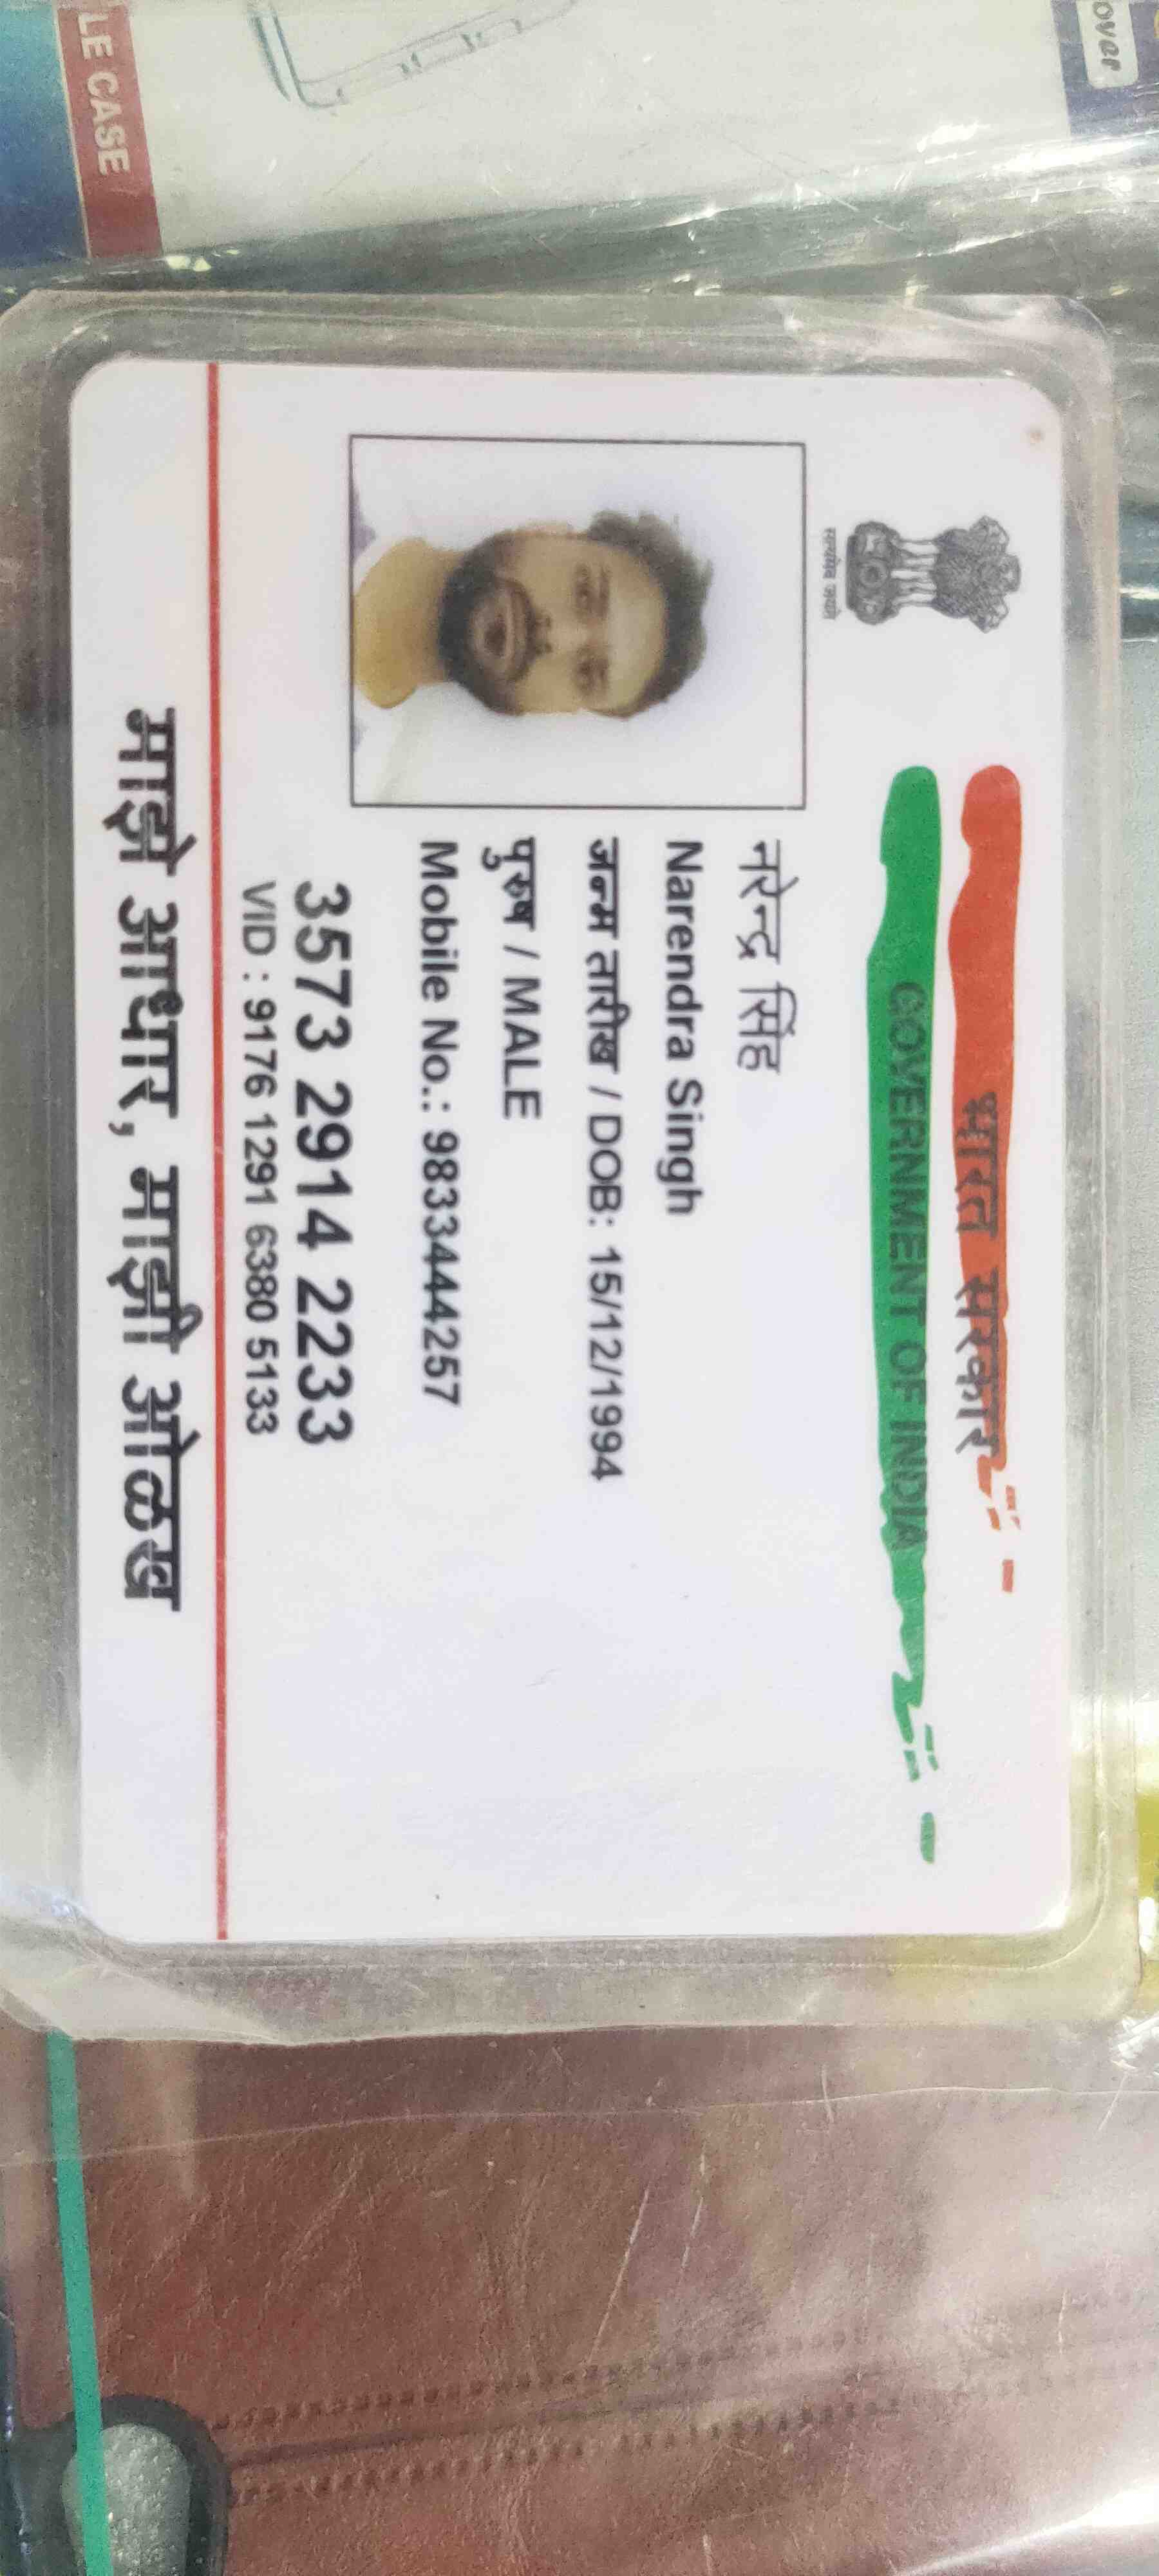 LE CASE
over
भारत सरकार
GOVERNMENT OF INDIA
सत्यमेव जयते
नरेन्द्र सिंह
Narendra Singh
जन्म तारीख / DOB: 15/12/1994
पुरुष / MALE
Mobile No.: 9833444257
3573 2914 2233
VID : 9176 1291 6380 5133
माझे आधार, माझी ओळख